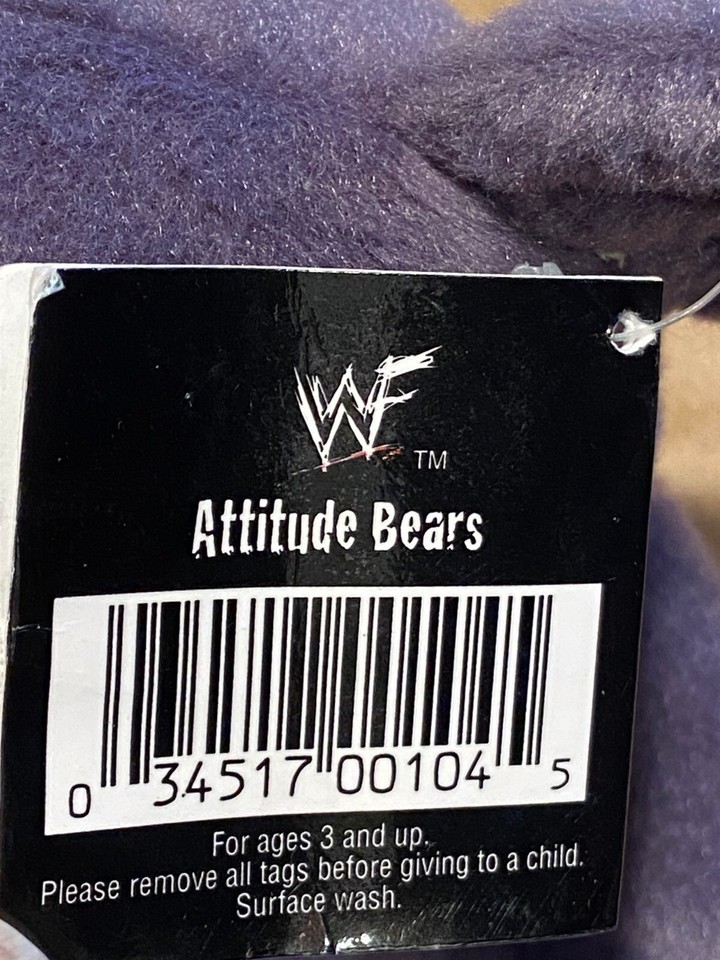 WF TM
Attitude Bears
0 34517 00104 5
For ages 3 and up.
Please remove all tags before giving to a child.
Surface wash.